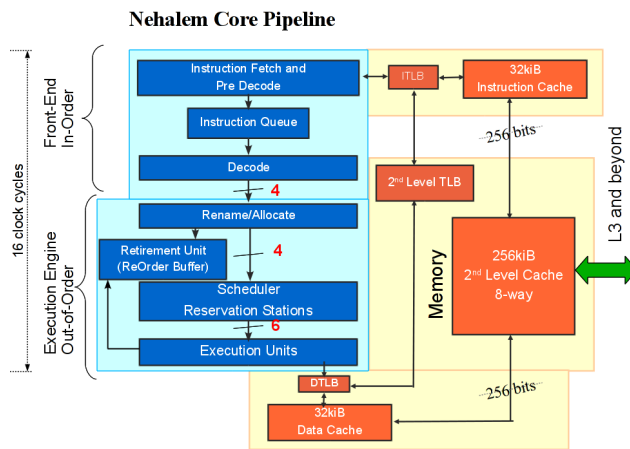 Nehalem Core Pipeline
Instruction Fetch and
Pre Decode
ITLB
32kiB
Instruction Cache
Instruction Queue
256 bits
Decode
2nd Level TLB
4
Front-End
In-Order
16 clock cycles
Rename/Allocate
4
Retirement Unit
(ReOrder Buffer)
Scheduler
Reservation Stations
6
Execution Units
Execution Engine
Out-of-Order
Memory
256kiB
2nd Level Cache
8-way
L3 and beyond
DTLB
256 bits
32kiB
Data Cache